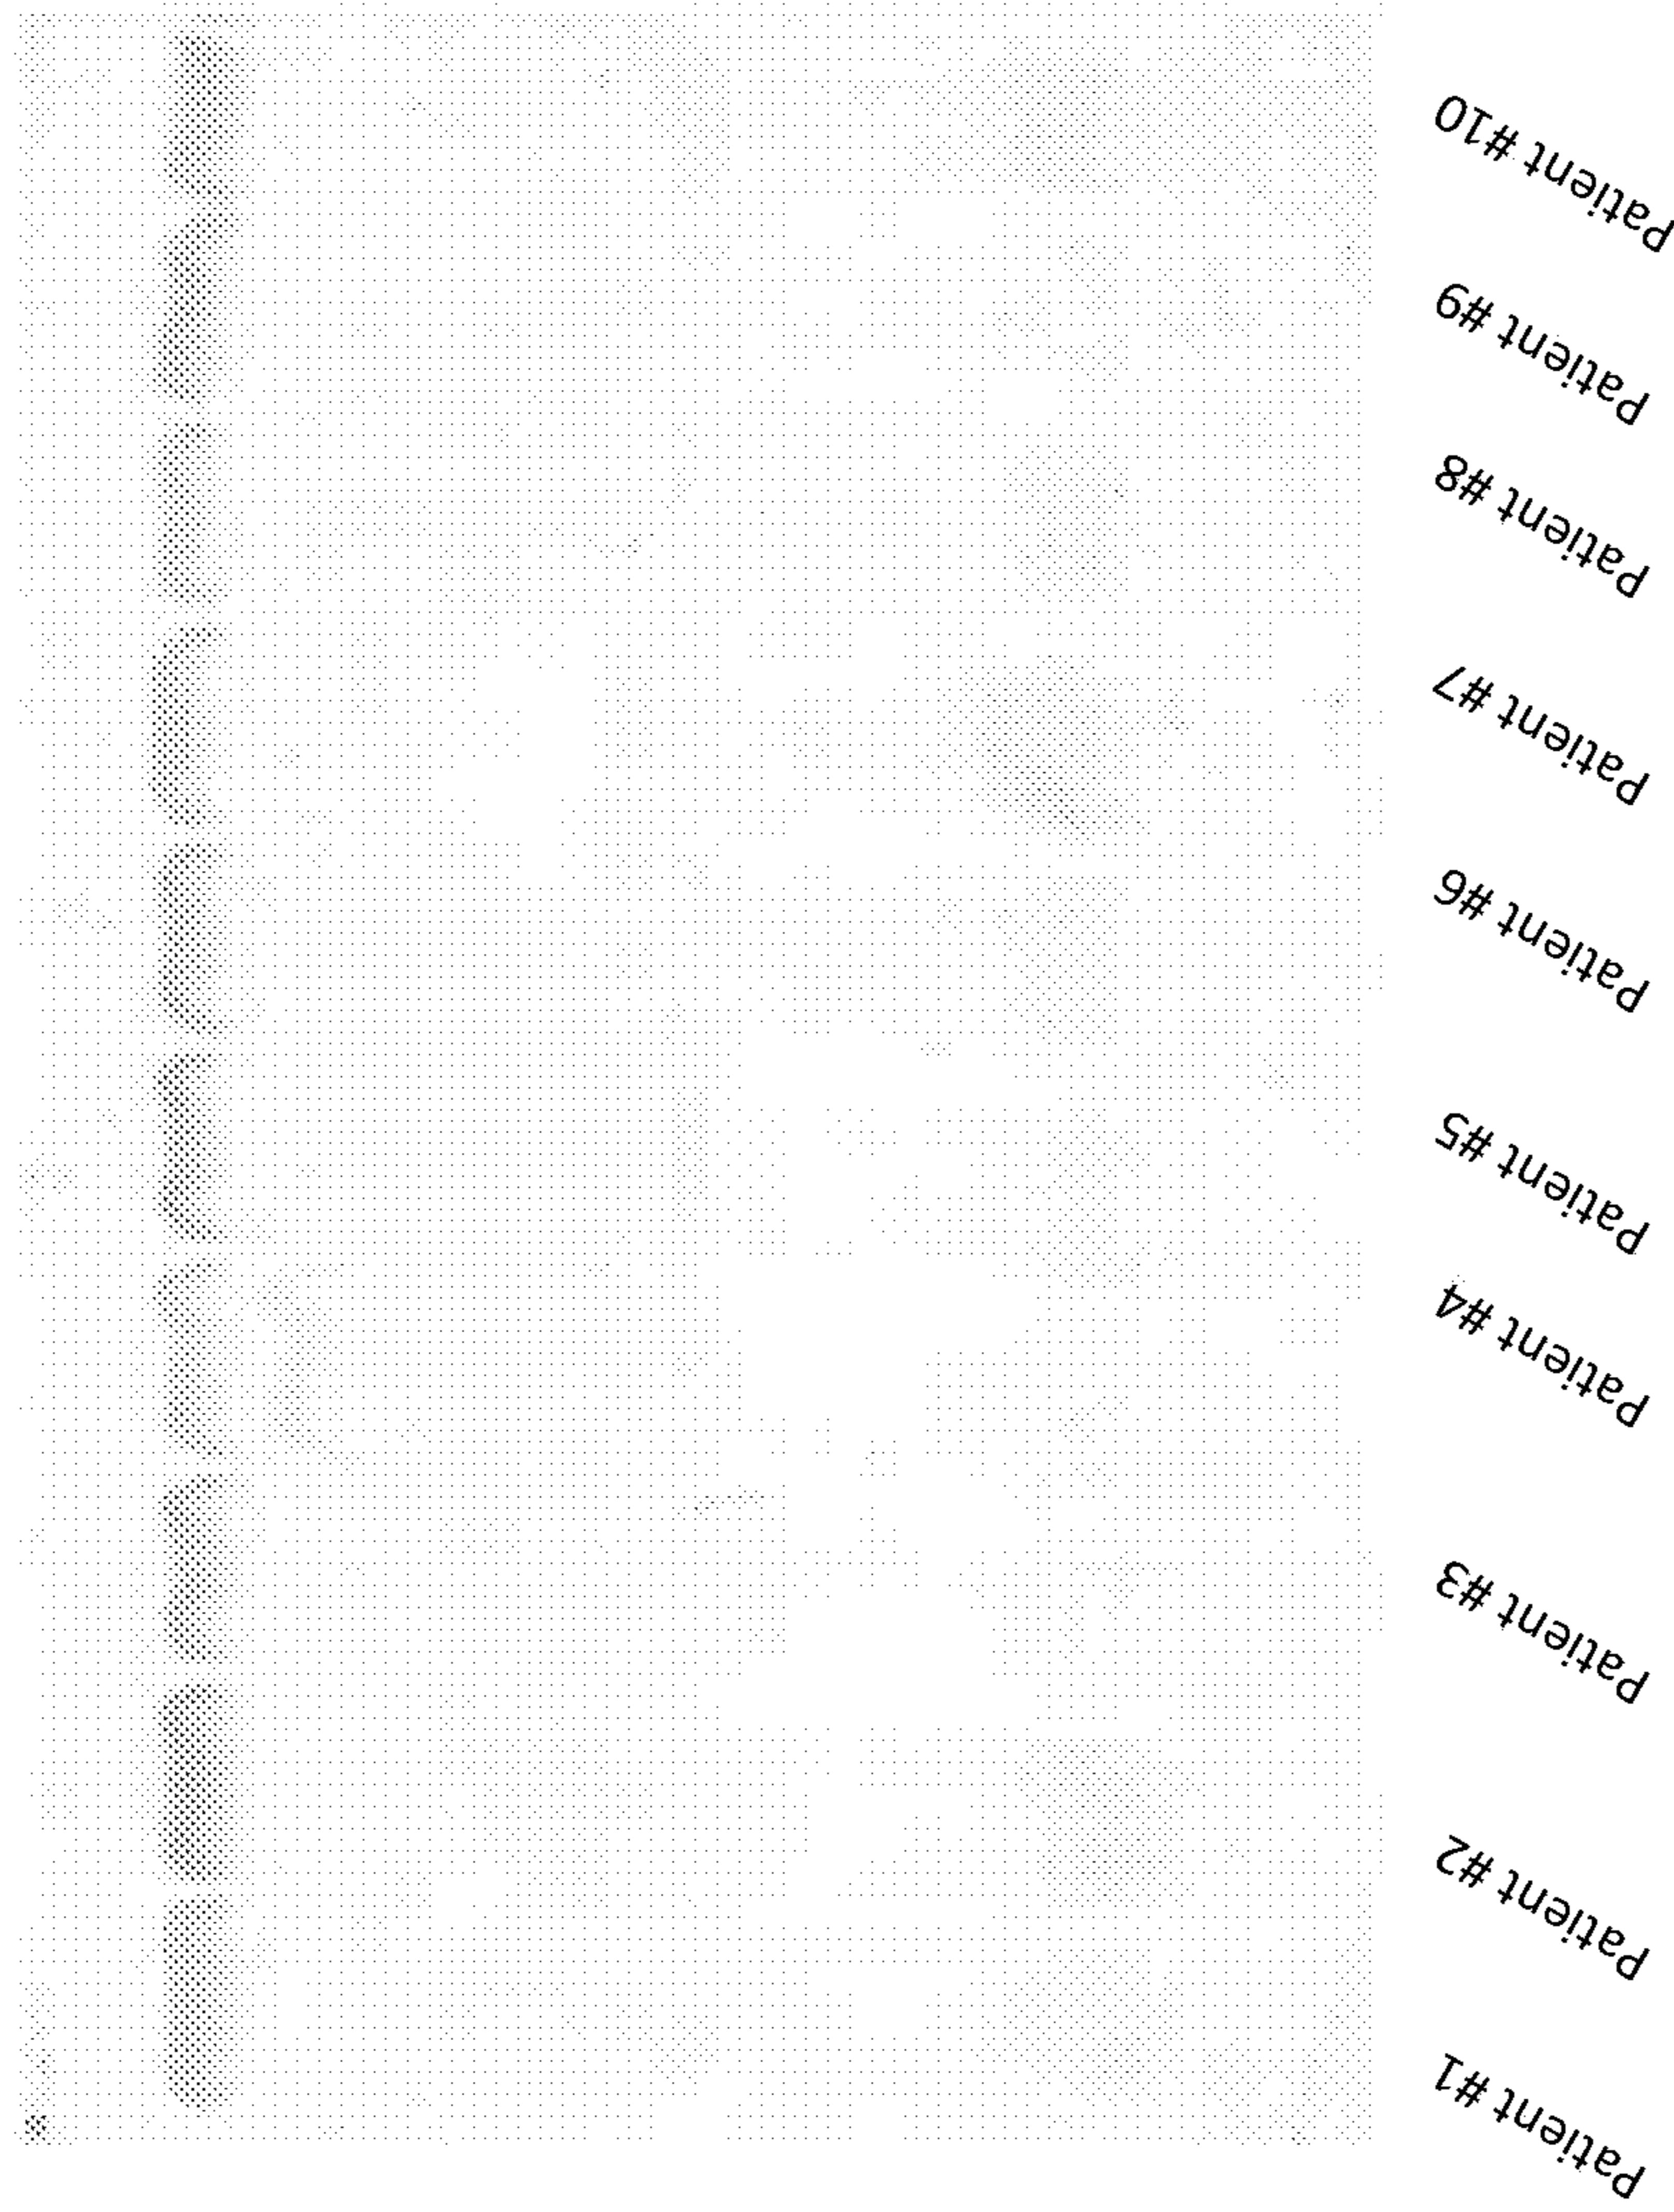 Patient #1
Patient #2
Patient #3
Patient #4
Patient #5
Patient #6
Patient #7
Patient #8
Patient #9
Patient #10